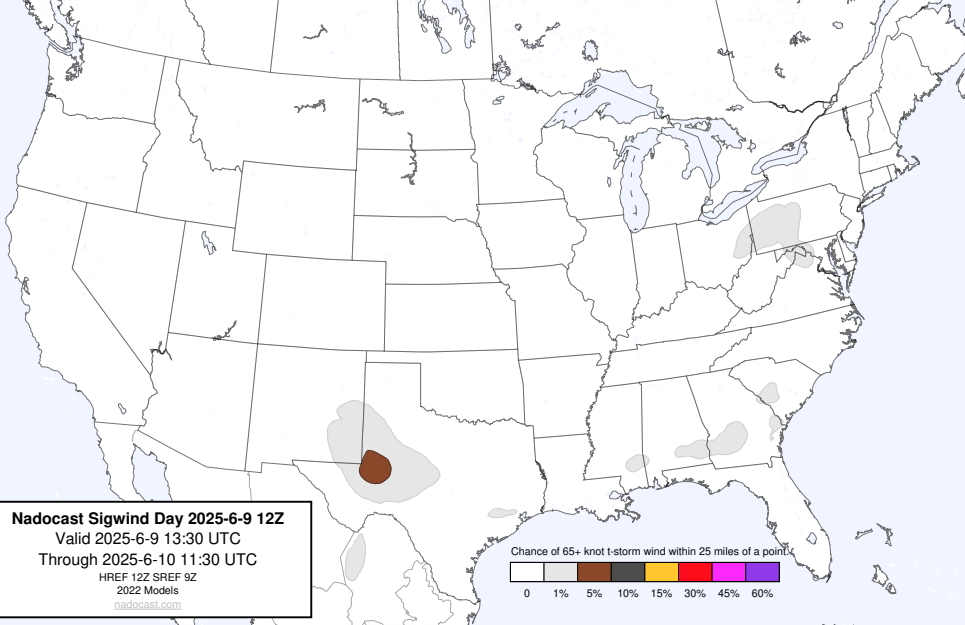 Nadocast Sigwind Day 2025-6-9 12Z
Valid 2025-6-9 13:30 UTC
Through 2025-6-10 11:30 UTC
HREF 12Z SREF 9Z
2022 Models
nadocast.com
Chance of 65+ knot t-storm wind within 25 miles of a point.
0 1% 5% 10% 15% 30% 45% 60%